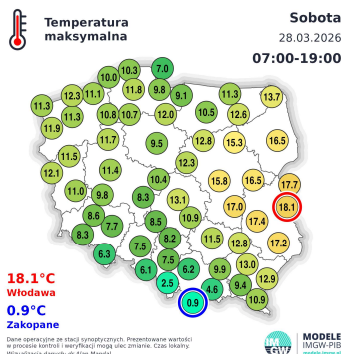 Temperatura
maksymalna
Sobota
28.03.2026
07:00-19:00
10.0 10.3 7.0
11.3 12.3 11.1 11.8 9.8 9.1 11.3 13.7
11.9 11.3 10.8 10.7 12.0 10.5 12.6
11.7 9.5 12.8 15.3 16.5
11.5 12.3
12.1 11.4 10.4 15.8 16.5 17.7
11.0 9.8 8.3 13.1 17.0 18.1
8.6 7.7 8.5 10.9 17.4
8.3 8.2 11.5 12.8 17.2
6.3 7.5 7.5
6.1 6.2 9.9 13.0
2.5 4.6 9.4 12.9
0.9 10.9
18.1°C
Włodawa
0.9°C
Zakopane
Dane operacyjne ze stacji synoptycznych. Prezentowane wartości
w procesie kontroli i weryfikacji mogą ulec zmianie. Czas lokalny.
IM
GW
MODELE
IMGW-PIB